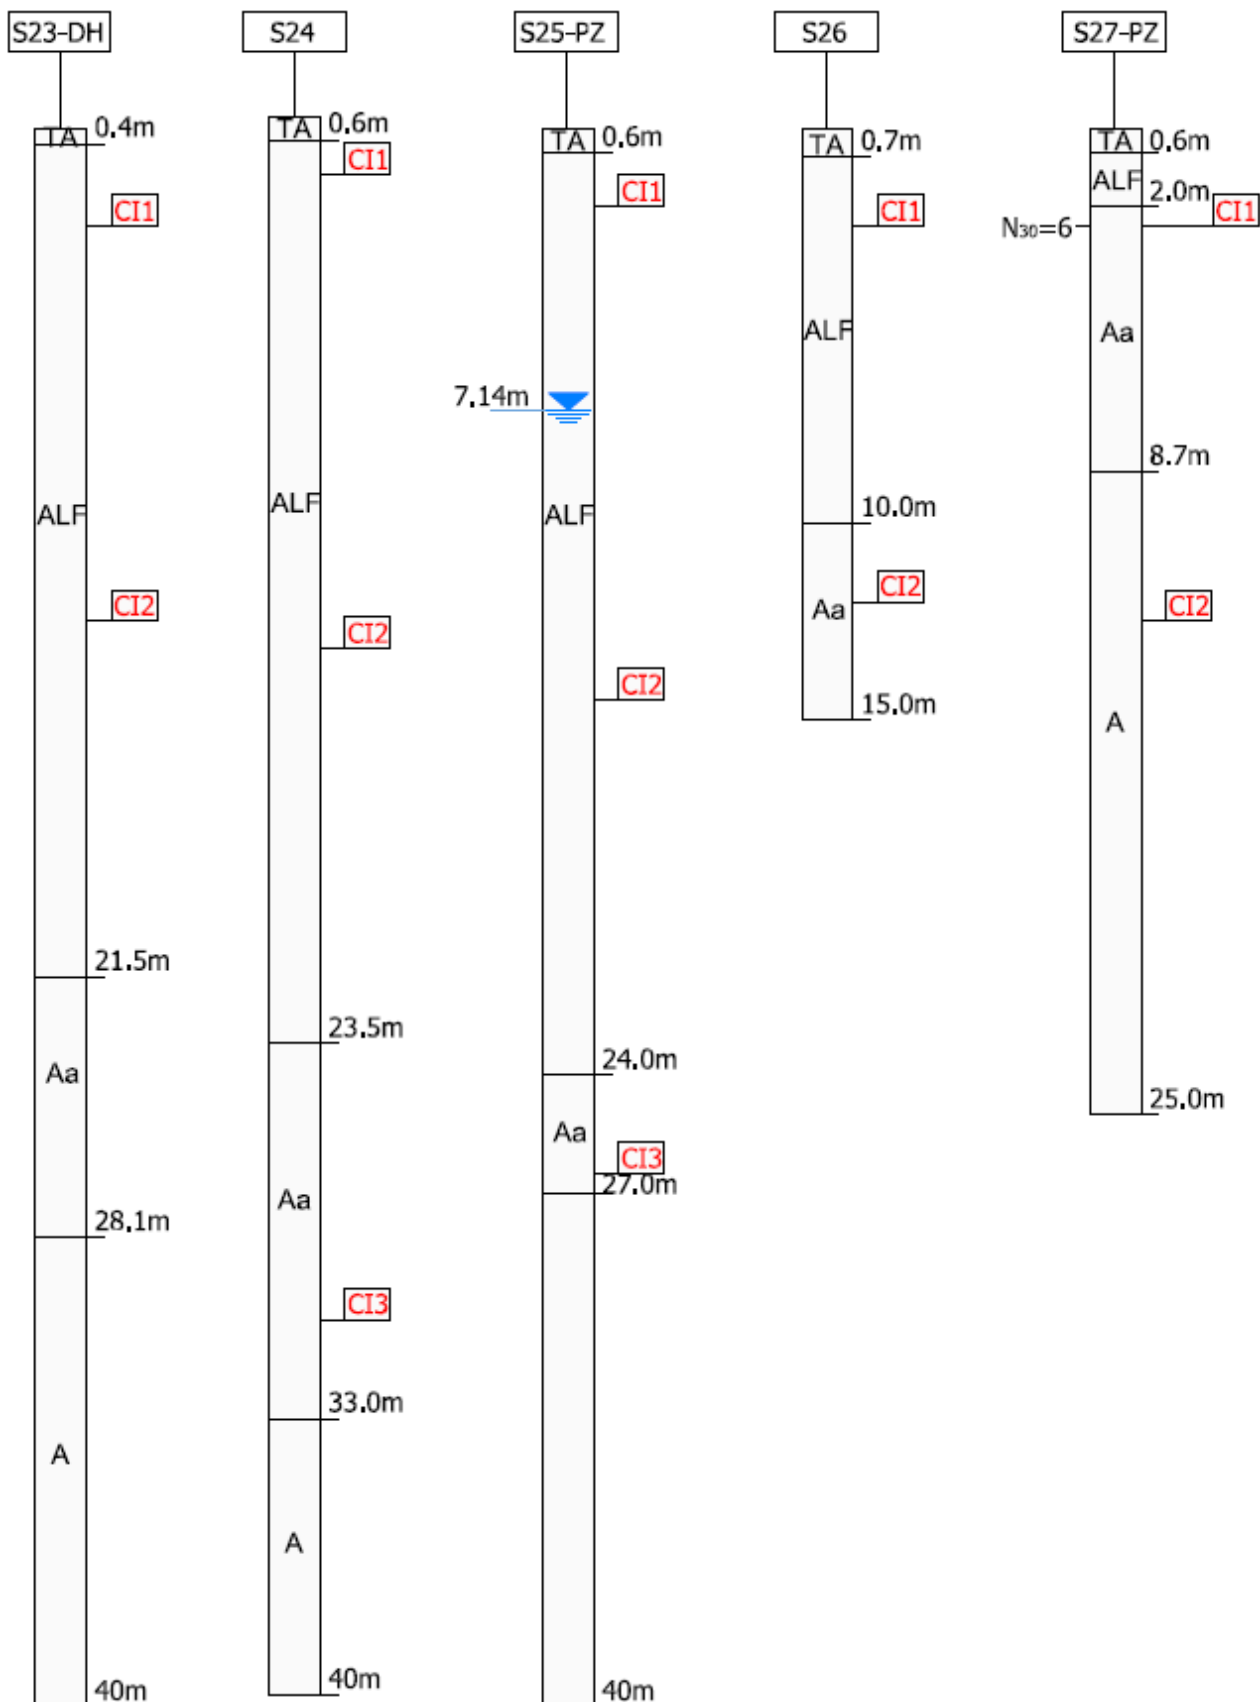 S23-DH
TA
0.4m
CI1
ALF
CI2
21.5m
Aa
28.1m
A
40m
S24
TA
0.6m
CI1
ALF
CI2
23.5m
Aa
CI3
33.0m
A
40m
S25-PZ
TA
0.6m
CI1
7.14m
ALF
CI2
24.0m
Aa
CI3
27.0m
40m
S26
TA
0.7m
CI1
ALF
10.0m
CI2
Aa
15.0m
S27-PZ
TA
0.6m
ALF
2.0m
CI1
N30=6
Aa
8.7m
CI2
A
25.0m